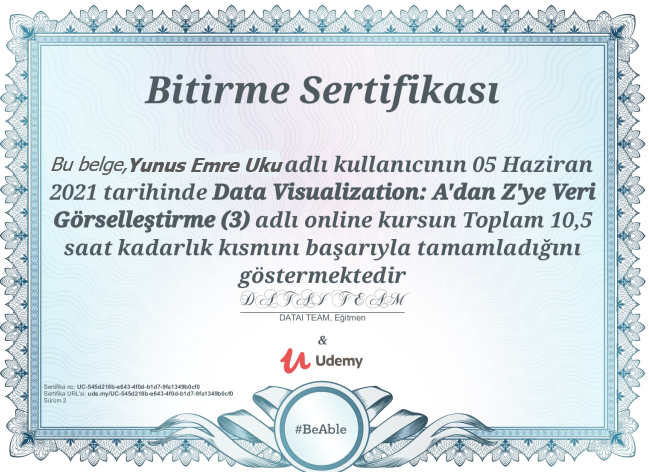 Bitirme Sertifikası
Bu belge,Yunus Emre Uku adlı kullanıcının 05 Haziran
2021 tarihinde Data Visualization: A'dan Z'ye Veri
Görselleştirme (3) adlı online kursun Toplam 10,5
saat kadarlık kısmını başarıyla tamamladığını
göstermektedir
DATAI TEAM
DATAI TEAM, Eğitmen
&
Udemy
Sertifika no: UC-545d218b-e643-4f0d-b1d7-9fa1349b0cf0
Sertifika URL'si: ude.my/UC-545d218b-e643-4f0d-b1d7-9fa1349b0cf0
Sürüm 2
#BeAble